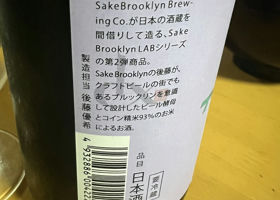 SakeBrooklyn Brew-
ing Co.が日本の酒蔵を
間借りして造る、Sake
Brooklyn LABシリーズ
の第2弾商品。
Sake Brooklynの後藤が、
クラフトビールの街でも
あるブルックリンを意識
して設計したビール酵母
とコイン精米93%のお米
によるお酒。
製造担当 後藤優希
品目 日本酒
要冷蔵